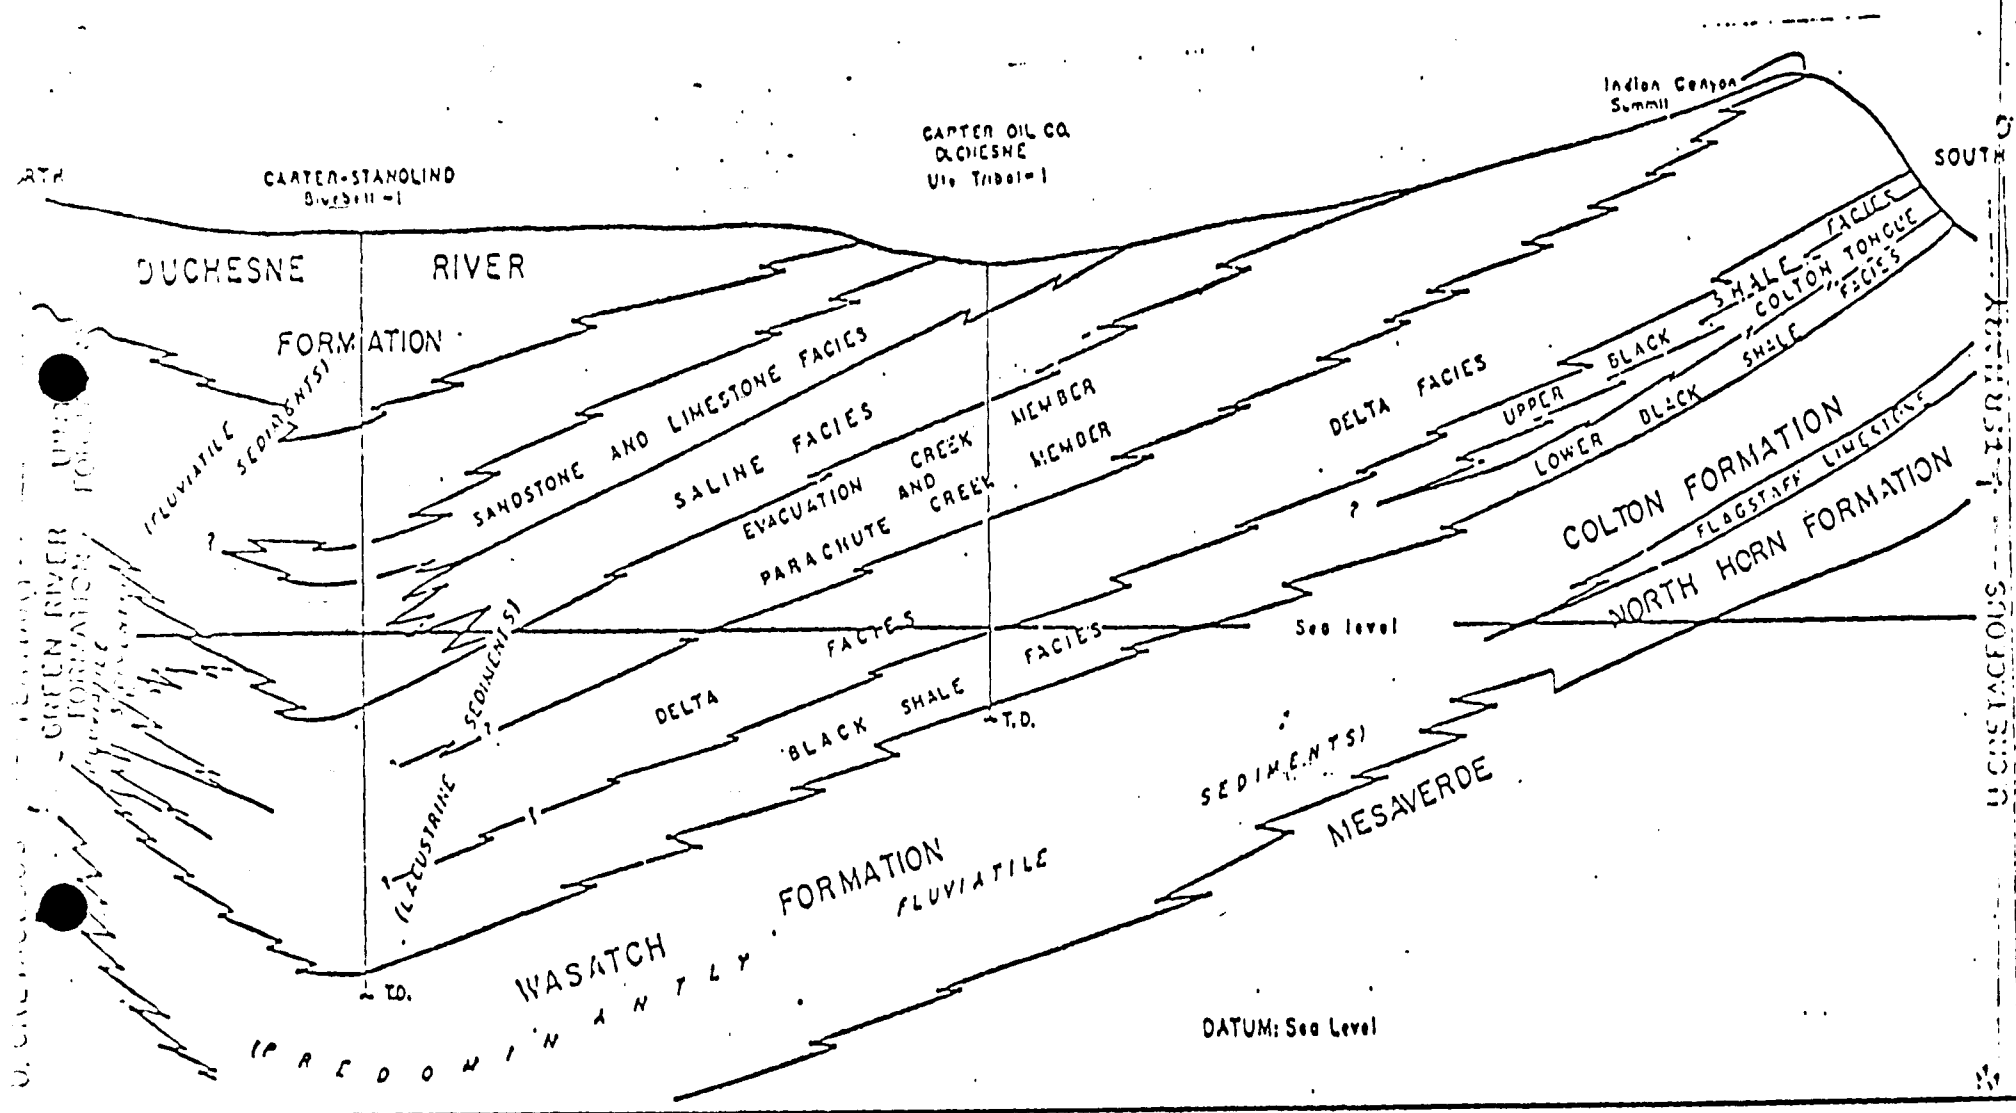 Indian Canyon
Summit
CARTER OIL CO.
DUCHESNE
Ute Tribal-1
SOUTH
CARTER-STANOLIND
Bluebell-1
DUCHESNE RIVER
FORMATION
(FLUVIATILE
SEDIMENTS)
SANDSTONE AND LIMESTONE FACIES
SALINE FACIES
EVACUATION CREEK MEMBER
AND
PARACHUTE CREEK MEMBER
DELTA FACIES
UPPER BLACK SHALE FACIES
COLTON TONGUE
LOWER BLACK SHALE FACIES
?
?
COLTON FORMATION
FLAGSTAFF LIMESTONE
NORTH HORN FORMATION
Sea level
DELTA FACIES
BLACK SHALE FACIES
(LACUSTRINE SEDIMENTS)
?
T.D.
T.D.
WASATCH FORMATION
(PREDOMINANTLY FLUVIATILE SEDIMENTS)
MESAVERDE
DATUM: Sea Level
GREEN RIVER
FORMATION
TERTIARY
U. CRETACEOUS